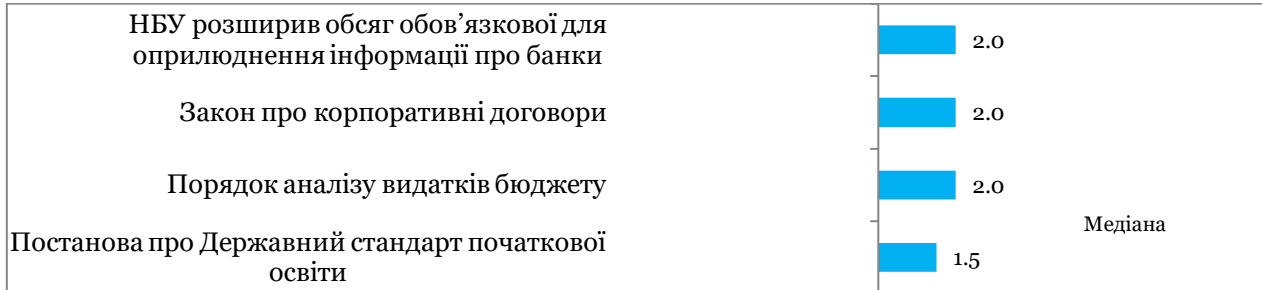 НБУ розширив обсяг обов’язкової для
оприлюднення інформації про банки
2.0
Закон про корпоративні договори
2.0
Порядок аналізу видатків бюджету
2.0
Медіана
Постанова про Державний стандарт початкової
освіти
1.5